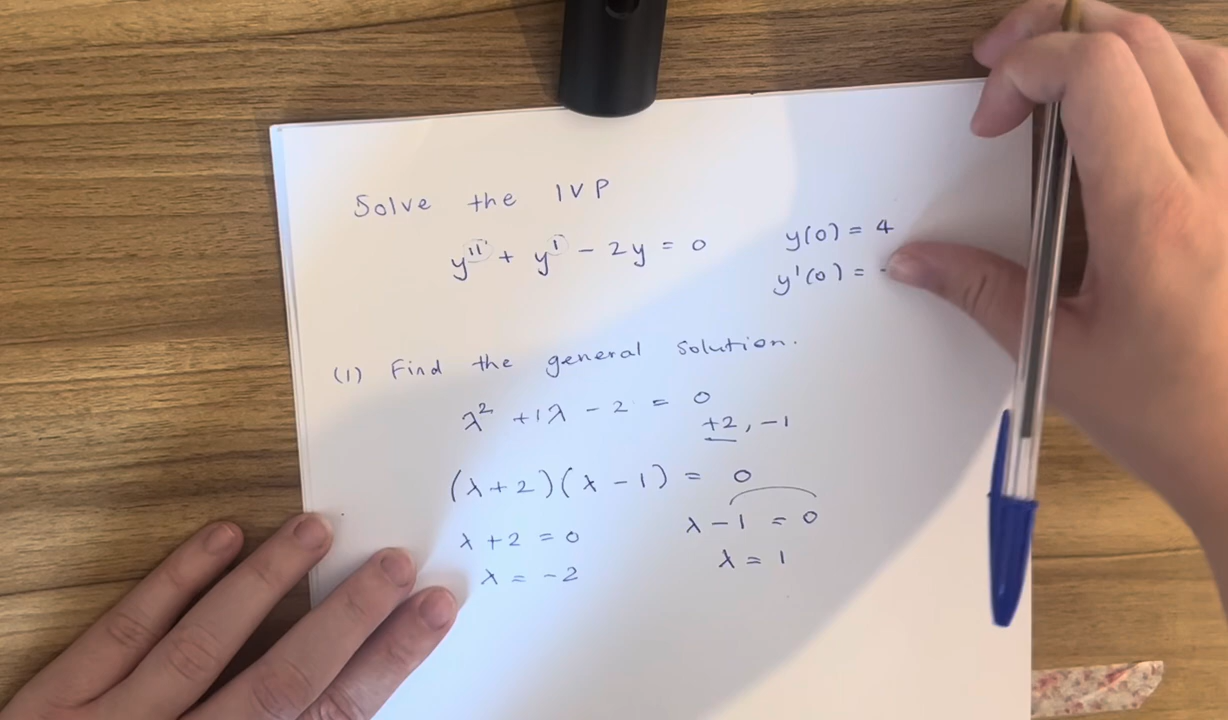 Solve the IVP
y'' + y' - 2y = 0
y(0) = 4
y'(0) = -
(1) Find the general solution.
λ² + 1λ - 2 = 0
+2, -1
(λ+2)(λ-1) = 0
λ+2 = 0
λ = -2
λ-1 = 0
λ = 1